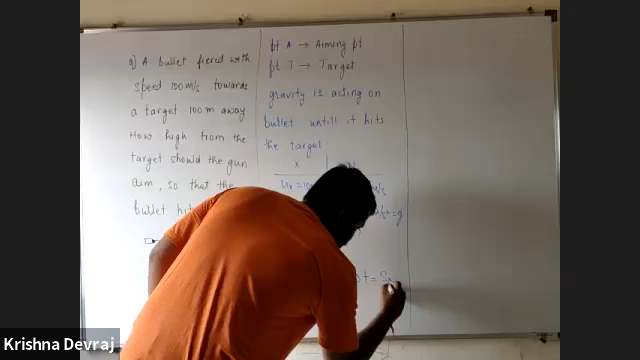 Q) A bullet fired with
speed 100m/s towards
a target 100m away
How high from the
target should the gun
aim, so that the
bullet hit
pt A → Aiming pt
pt T → Target
gravity is acting on
bullet untill it hits
the target
x
t =
Krishna Devraj